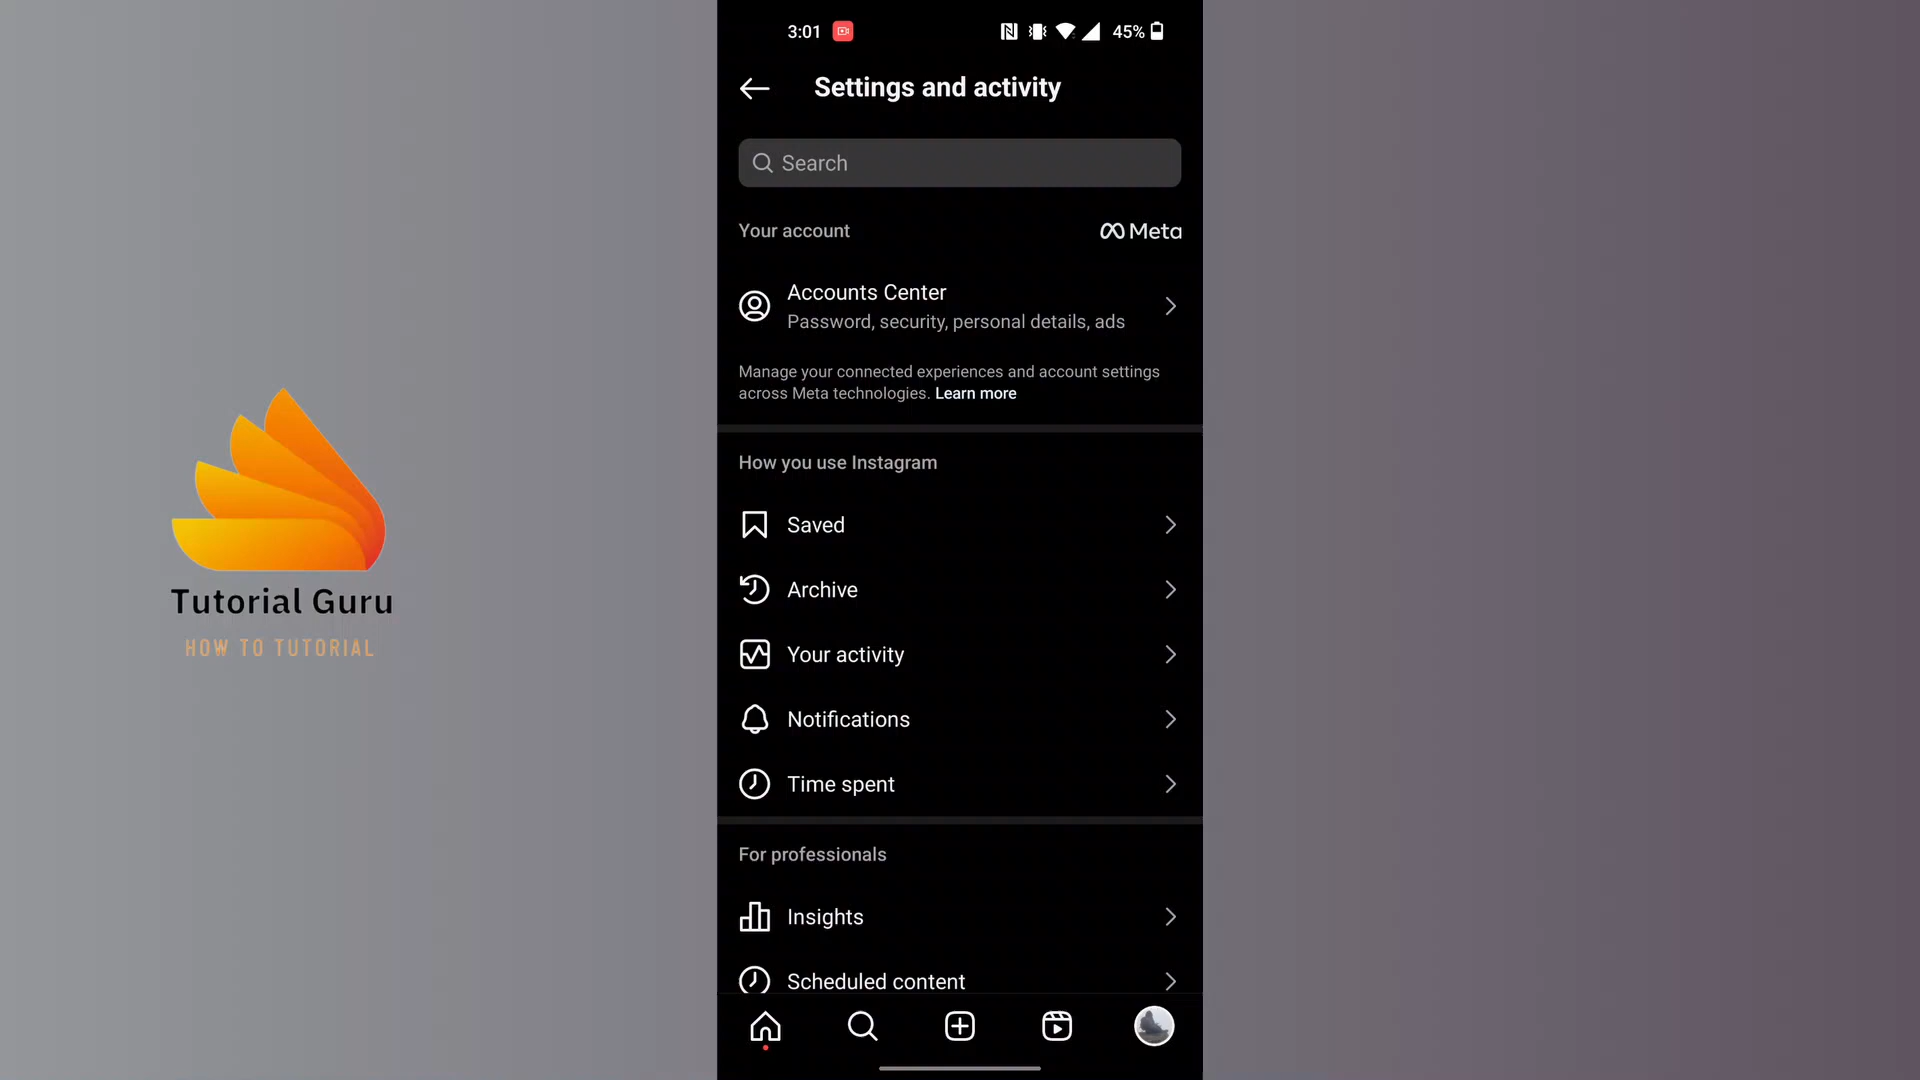 3:01
45%
Settings and activity
Search
Your account
Meta
Accounts Center
Password, security, personal details, ads
Manage your connected experiences and account settings
across Meta technologies. Learn more
How you use Instagram
Saved
Archive
Your activity
Notifications
Time spent
For professionals
Insights
Scheduled content
Tutorial Guru
HOW TO TUTORIAL